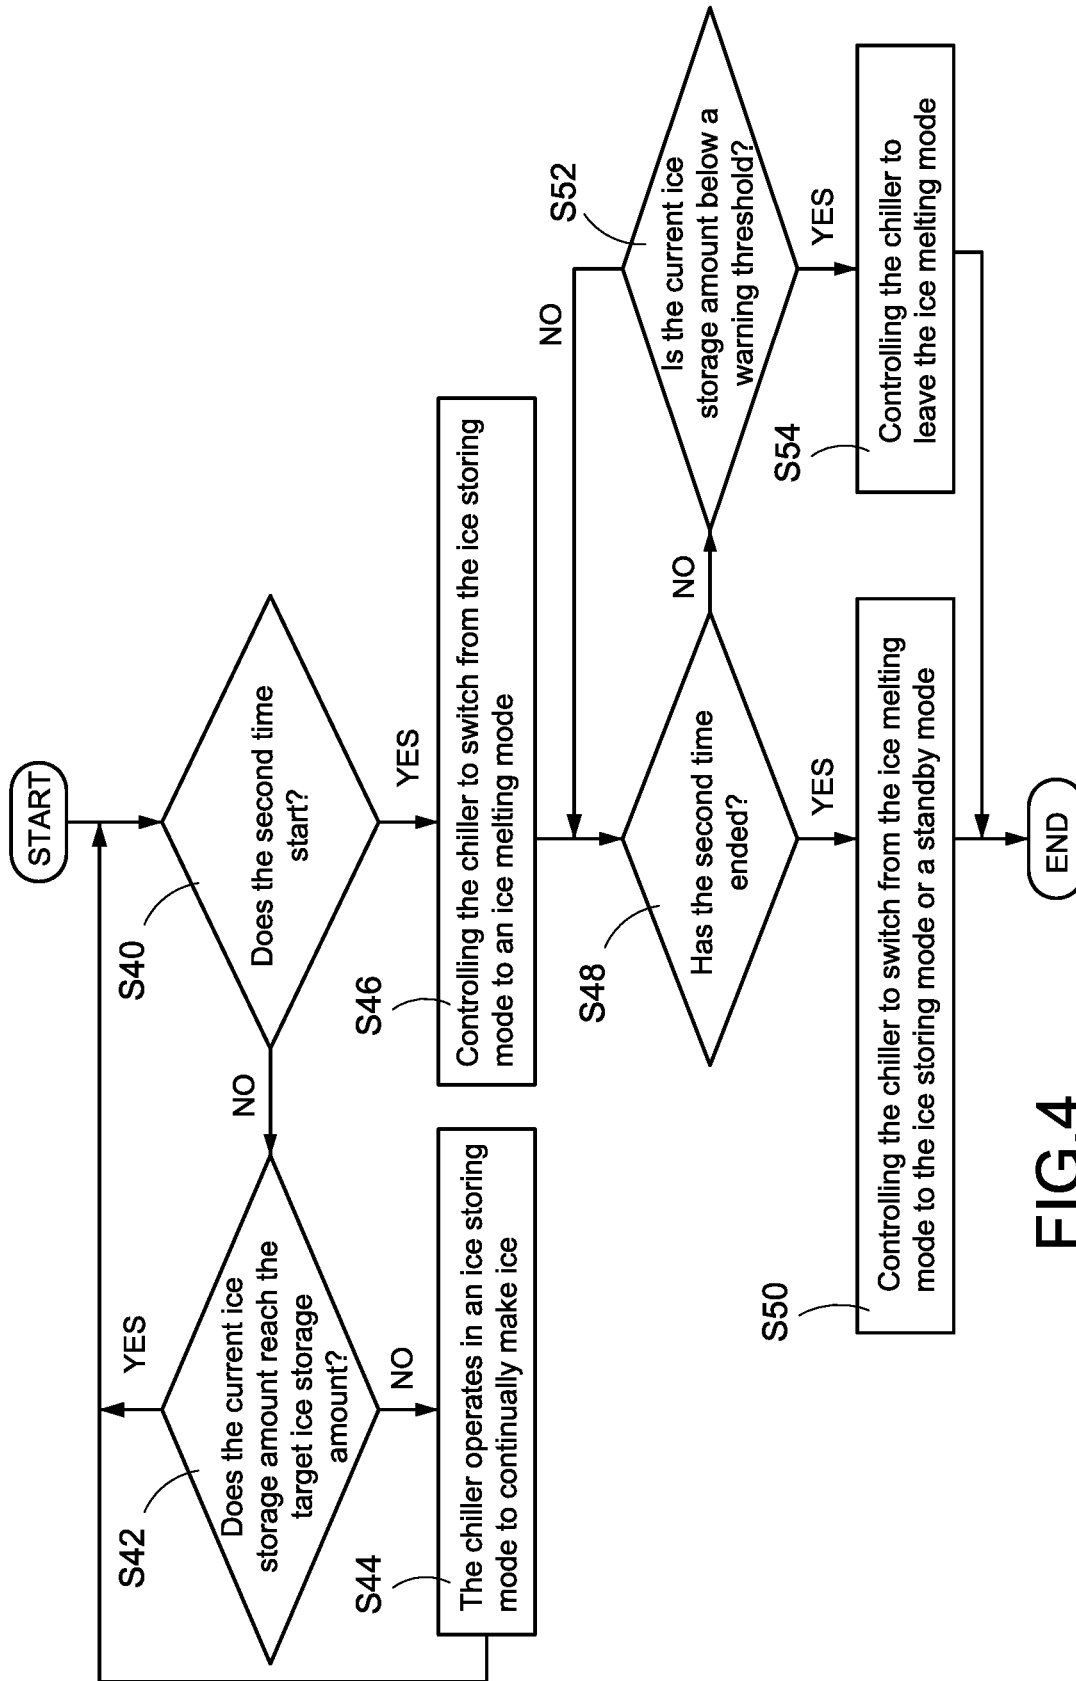 START
S40
Does the second time
start?
NO
YES
S42
Does the current ice
storage amount reach the
target ice storage
amount?
YES
NO
S44
The chiller operates in an ice storing
mode to continually make ice
S46
Controlling the chiller to switch from the ice storing
mode to an ice melting mode
S48
Has the second time
ended?
NO
YES
S52
Is the current ice
storage amount below a
warning threshold?
NO
YES
S50
Controlling the chiller to switch from the ice melting
mode to the ice storing mode or a standby mode
S54
Controlling the chiller to
leave the ice melting mode
END
FIG.4